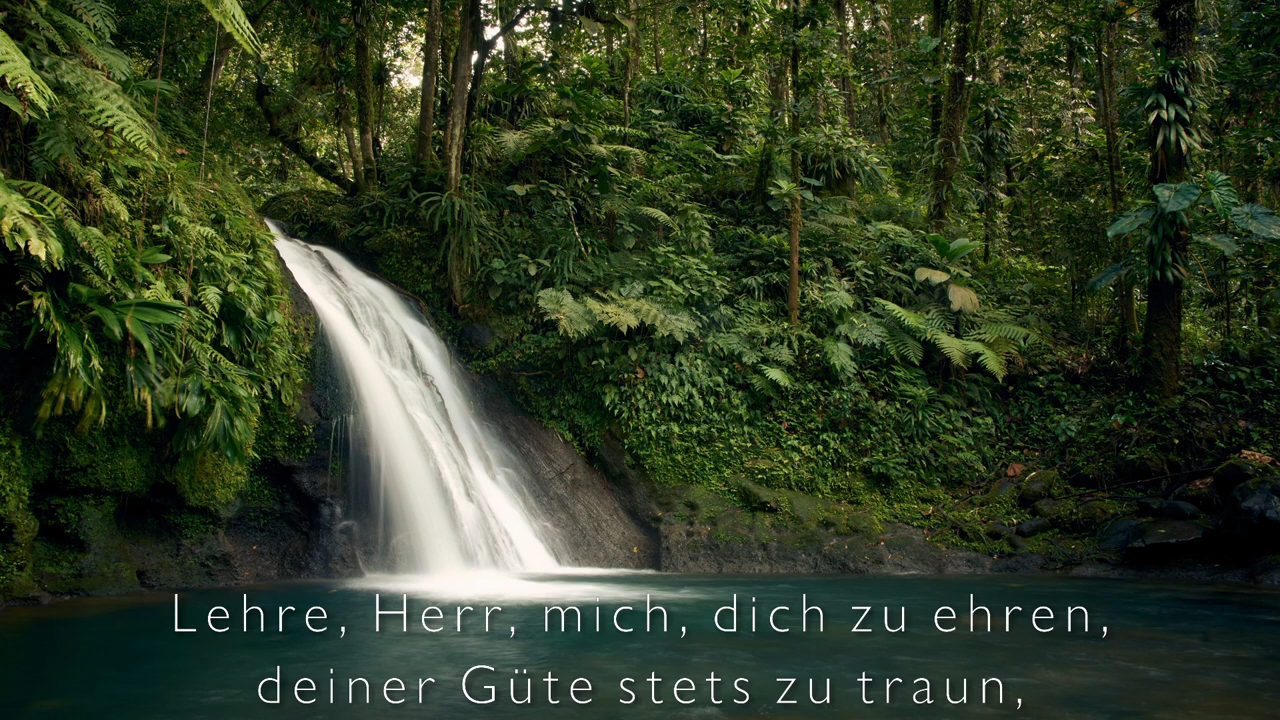 Lehre, Herr, mich, dich zu ehren,
deiner Güte stets zu traun,